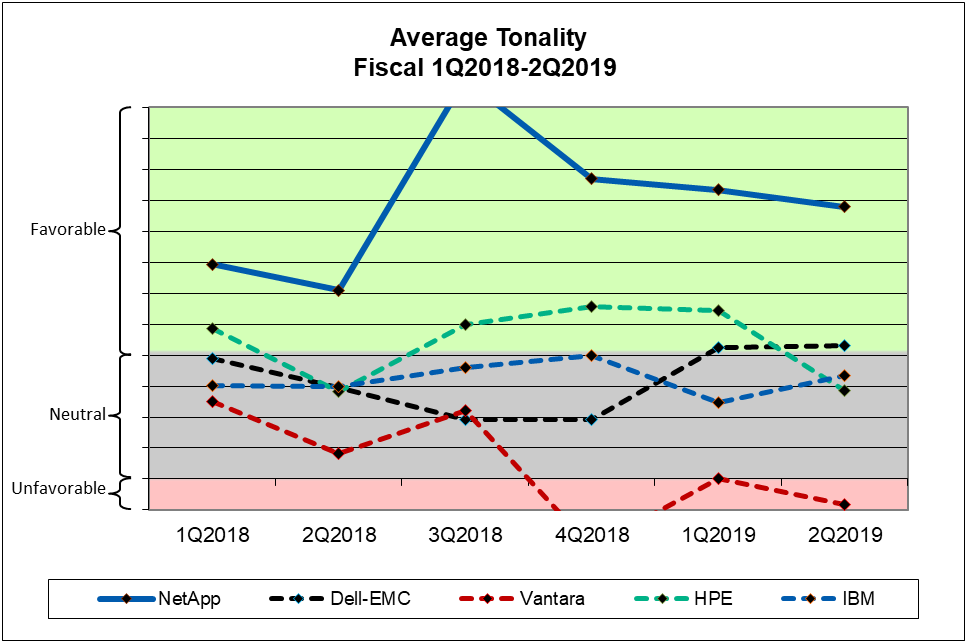 Average Tonality
Fiscal 1Q2018-2Q2019
Favorable
Neutral
Unfavorable
1Q2018 2Q2018 3Q2018 4Q2018 1Q2019 2Q2019
NetApp Dell-EMC Vantara HPE IBM